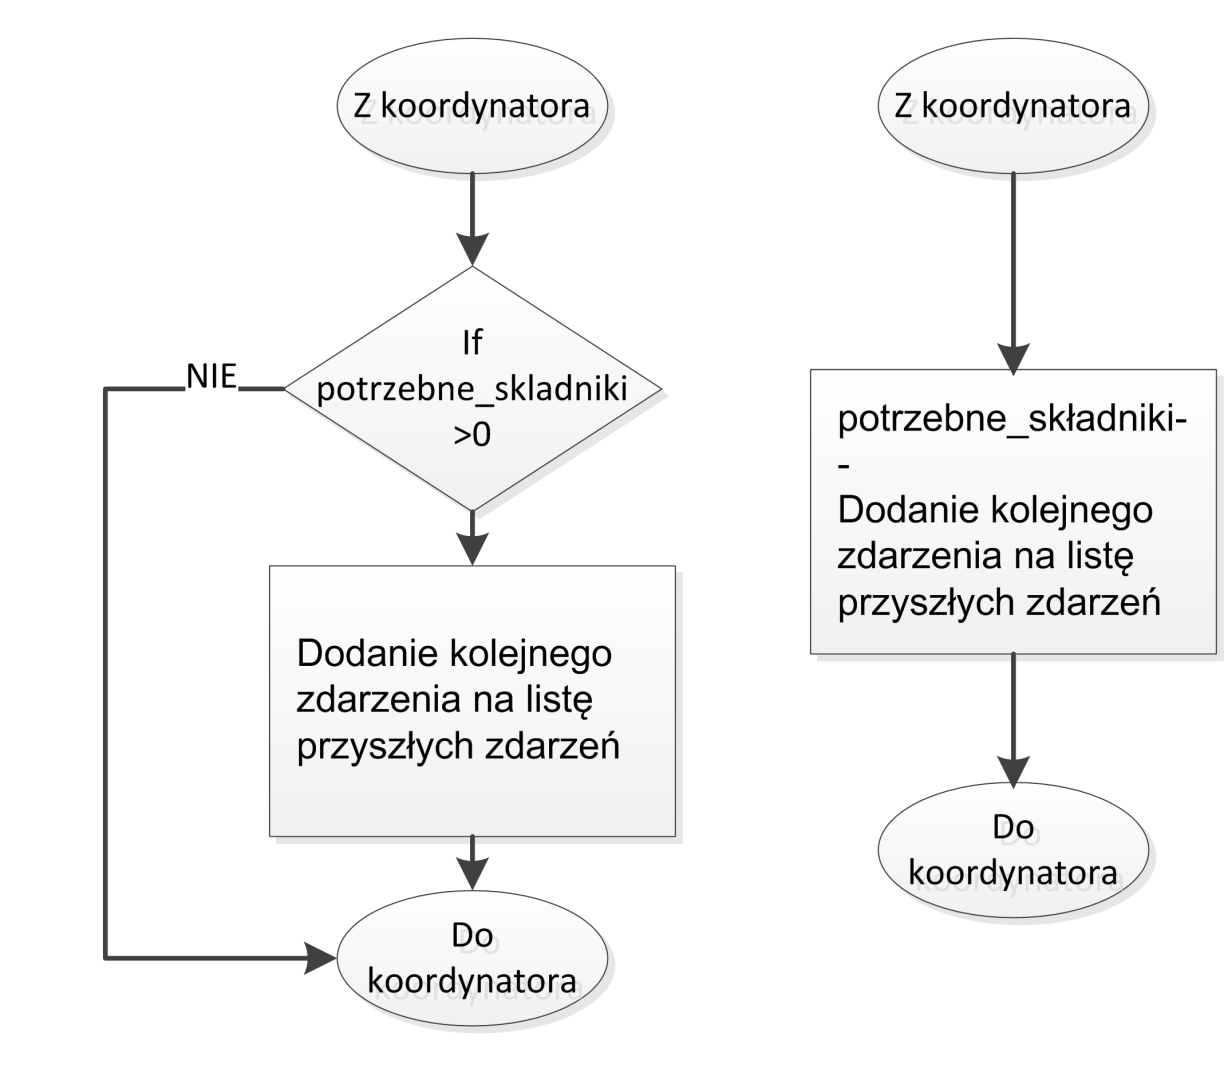 Z koordynatora
If
potrzebne_skladniki
>0
NIE
Dodanie kolejnego
zdarzenia na listę
przyszłych zdarzeń
Do
koordynatora
Z koordynatora
potrzebne_składniki-
-
Dodanie kolejnego
zdarzenia na listę
przyszłych zdarzeń
Do
koordynatora